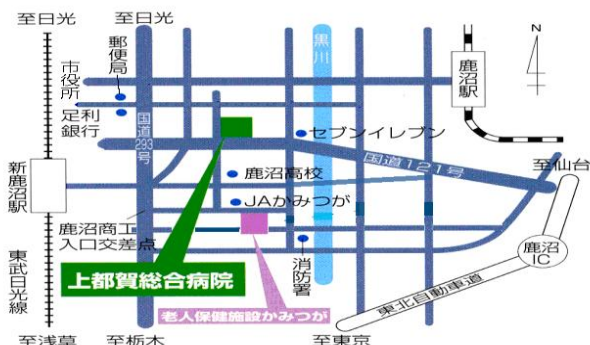 至日光
至日光
N
郵便局
市役所
黒川
鹿沼駅
足利
銀行
国道
293
号
セブンイレブン
国道121号
至仙台
新鹿沼駅
鹿沼高校
JAかみつが
鹿沼商工
入口交差点
鹿沼
IC
消防署
上都賀総合病院
東北自動車道
東武日光線
老人保健施設かみつが
至浅草
至栃木
至東京